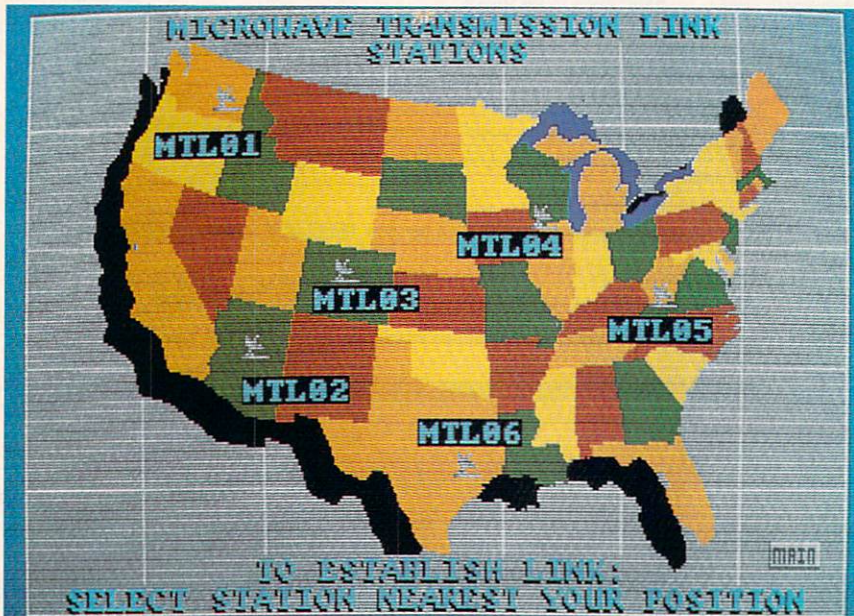 MICROWAVE TRANSMISSION LINK
STATIONS
MTL01
MTL04
MTL03
MTL05
MTL02
MTL06
MAIN
TO ESTABLISH LINK:
SELECT STATION NEAREST YOUR POSITION